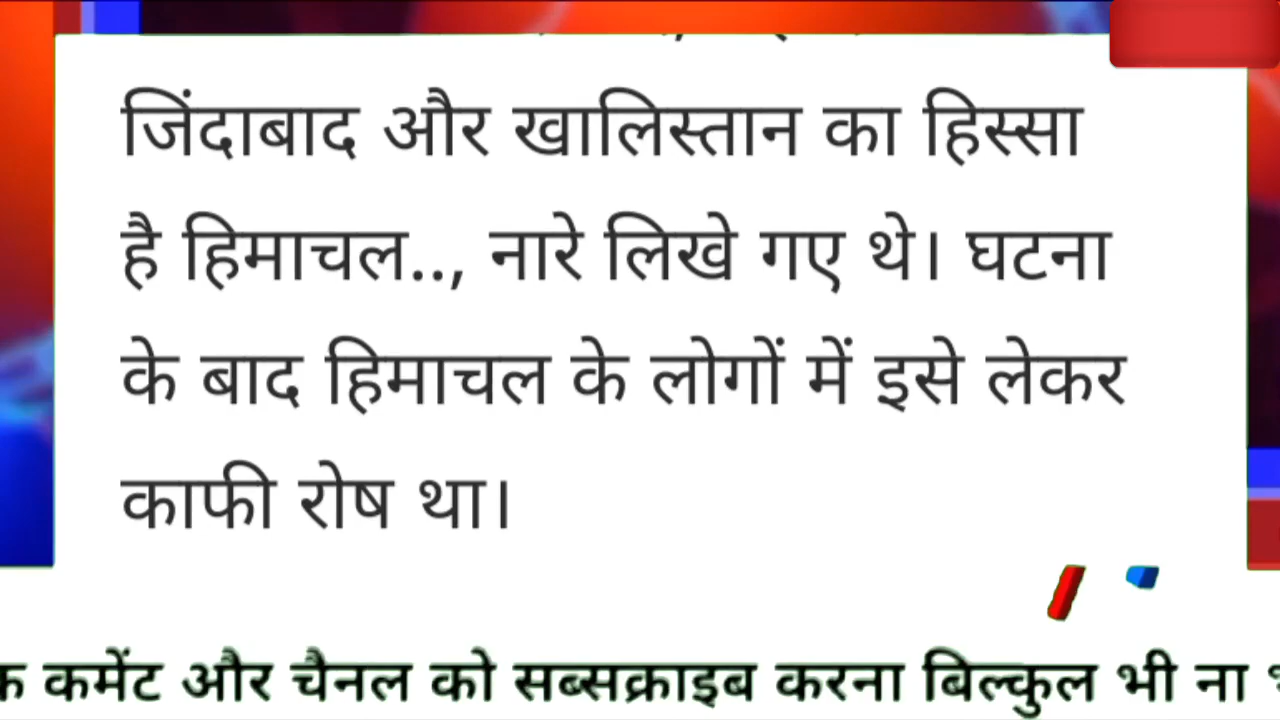 जिंदाबाद और खालिस्तान का हिस्सा
है हिमाचल.., नारे लिखे गए थे। घटना
के बाद हिमाचल के लोगों में इसे लेकर
काफी रोष था।
कमेंट और चैनल को सब्सक्राइब करना बिल्कुल भी ना